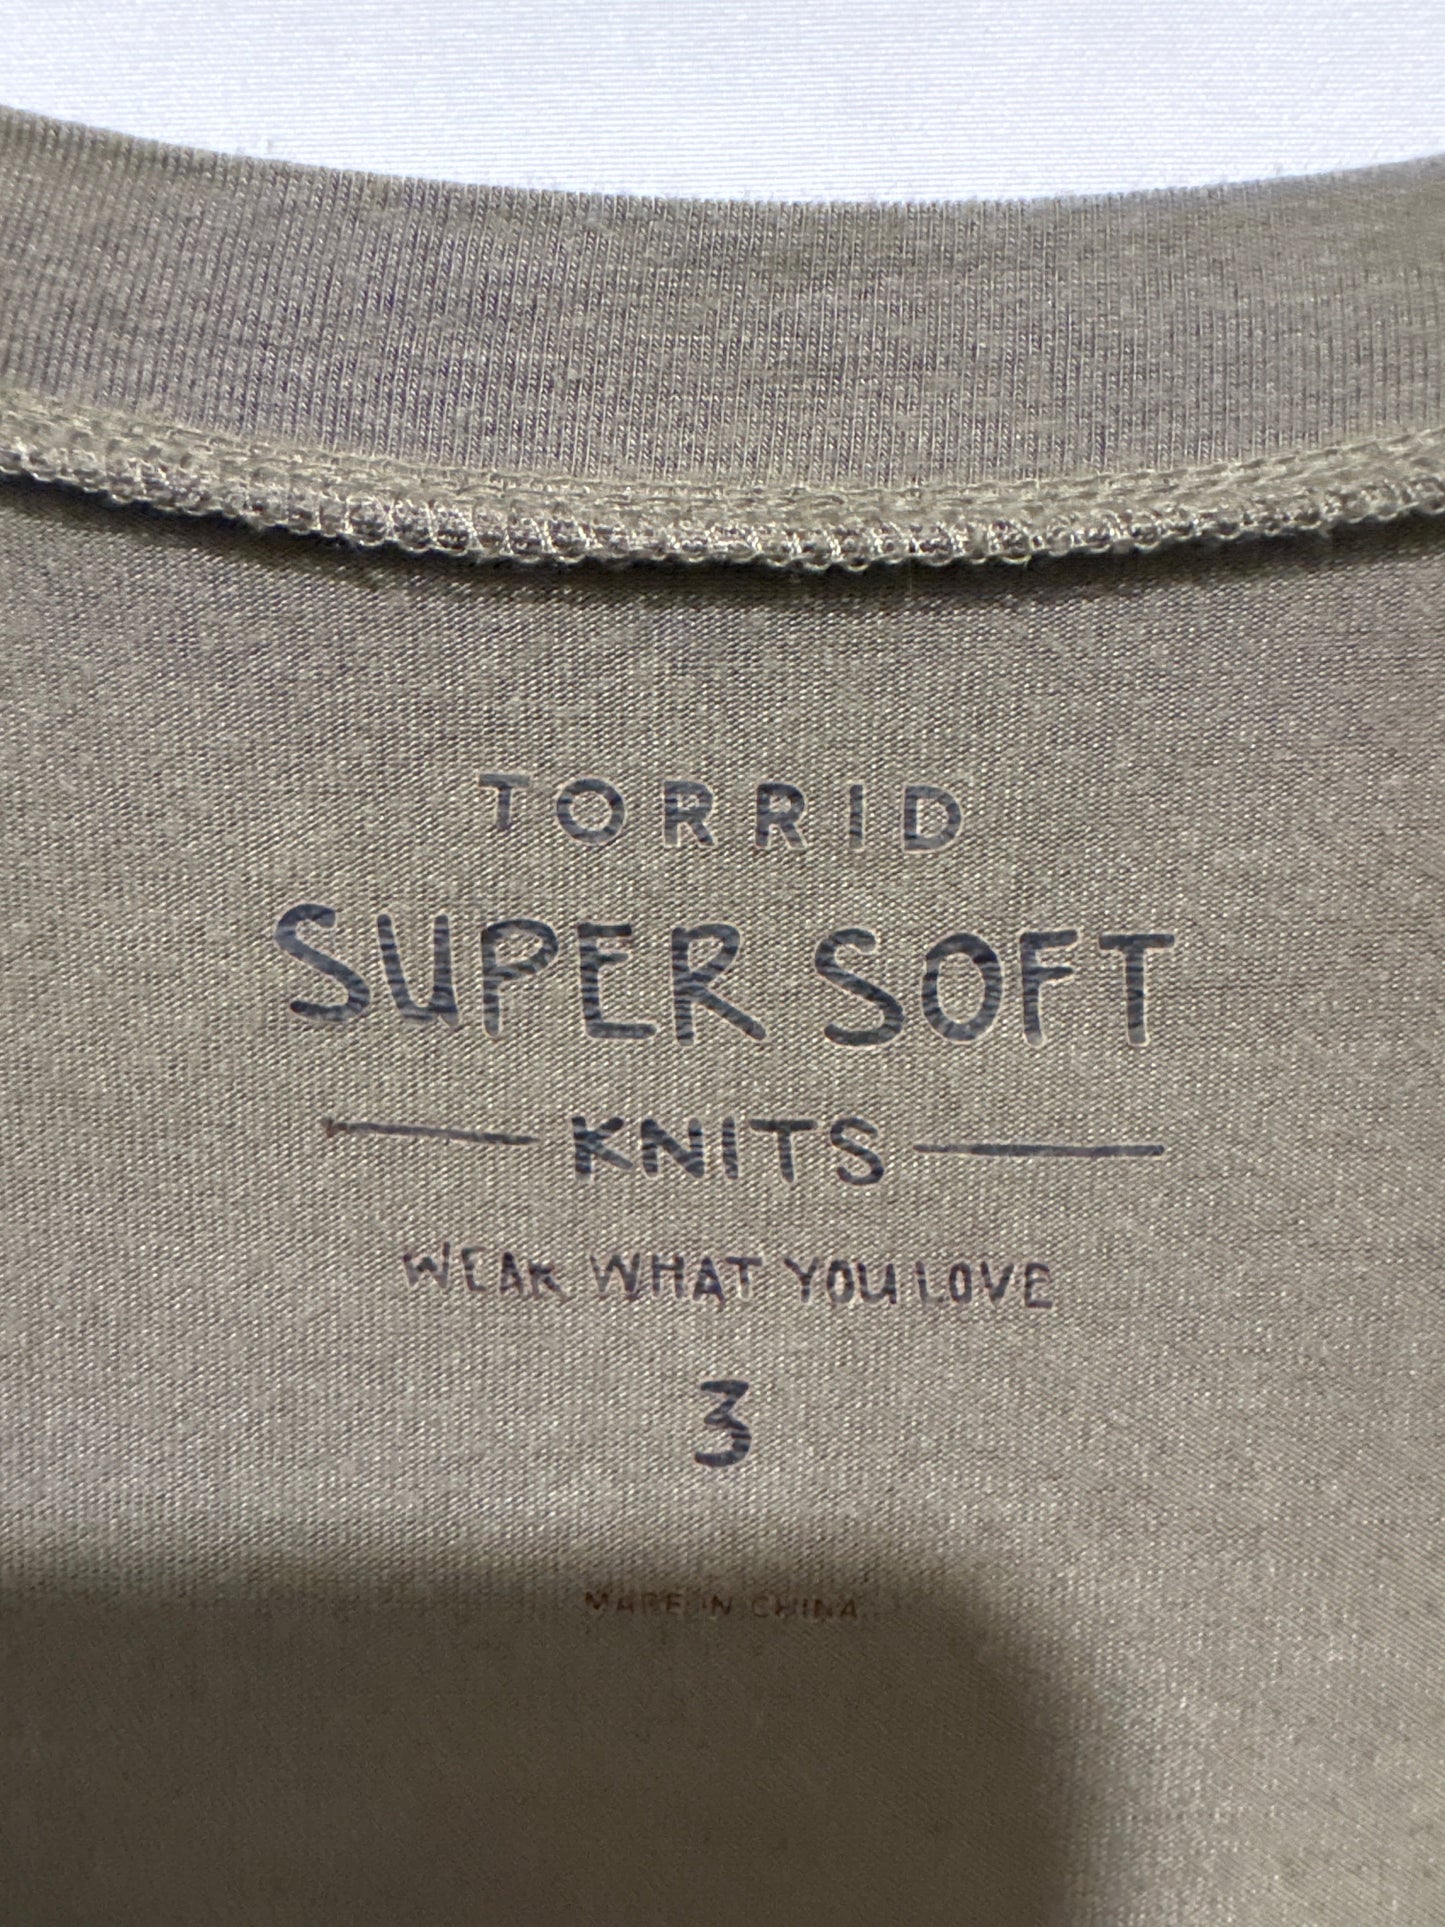 TORRID
SUPER SOFT
KNITS
WEAR WHAT YOU LOVE
3
MADE IN CHINA